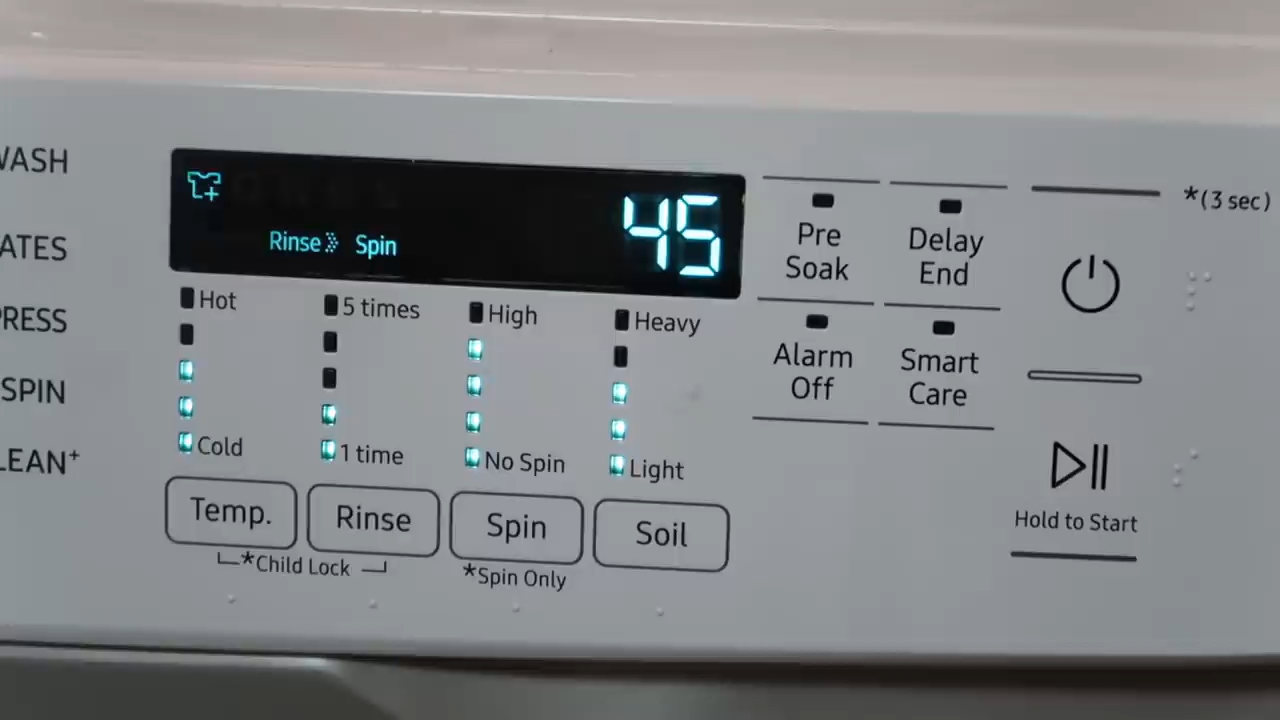 WASH
ATES
PRESS
SPIN
LEAN+
45
Rinse Spin
Hot
5 times
High
Heavy
Cold
1 time
No Spin
Light
Temp.
Rinse
Spin
Soil
*Child Lock
*Spin Only
Pre
Soak
Delay
End
Alarm
Off
Smart
Care
*(3 sec)
Hold to Start